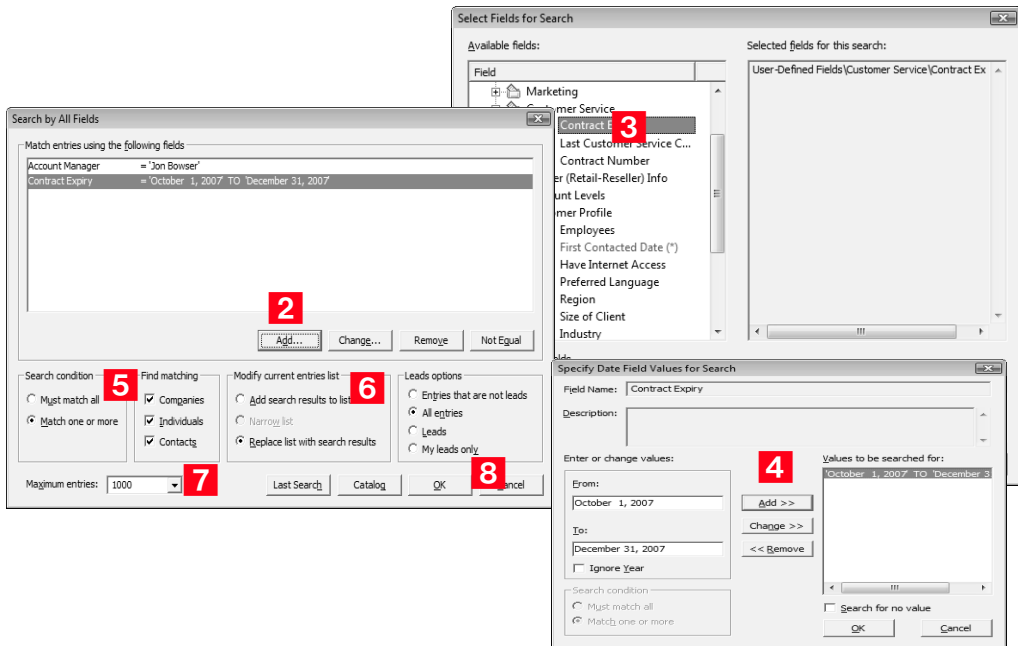 Select Fields for Search
Available fields:
Selected fields for this search:
Field
User-Defined Fields\Customer Service\Contract Ex
Marketing
Customer Service
Contract E
3
Last Customer Service C...
Contract Number
er (Retail-Reseller) Info
unt Levels
mer Profile
Employees
First Contacted Date (*)
Have Internet Access
Preferred Language
Region
Size of Client
Industry
Search by All Fields
Match entries using the following fields
Account Manager = 'Jon Bowser'
Contract Expiry = 'October 1, 2007' TO 'December 31, 2007'
2
Add... Change... Remove Not Equal
Search condition
5
Must match all
Match one or more
Find matching
Companies
Individuals
Contacts
Modify current entries list
6
Add search results to list
Narrow list
Replace list with search results
Leads options
Entries that are not leads
All entries
Leads
My leads only
Maximum entries: 1000
7
Last Search Catalog OK
8
ancel
Specify Date Field Values for Search
Field Name: Contract Expiry
Description:
Enter or change values:
4
Values to be searched for:
From:
October 1, 2007
To:
December 31, 2007
Ignore Year
Add >>
Change >>
<< Remove
'October 1, 2007' TO 'December 3
Search condition
Must match all
Match one or more
Search for no value
OK Cancel